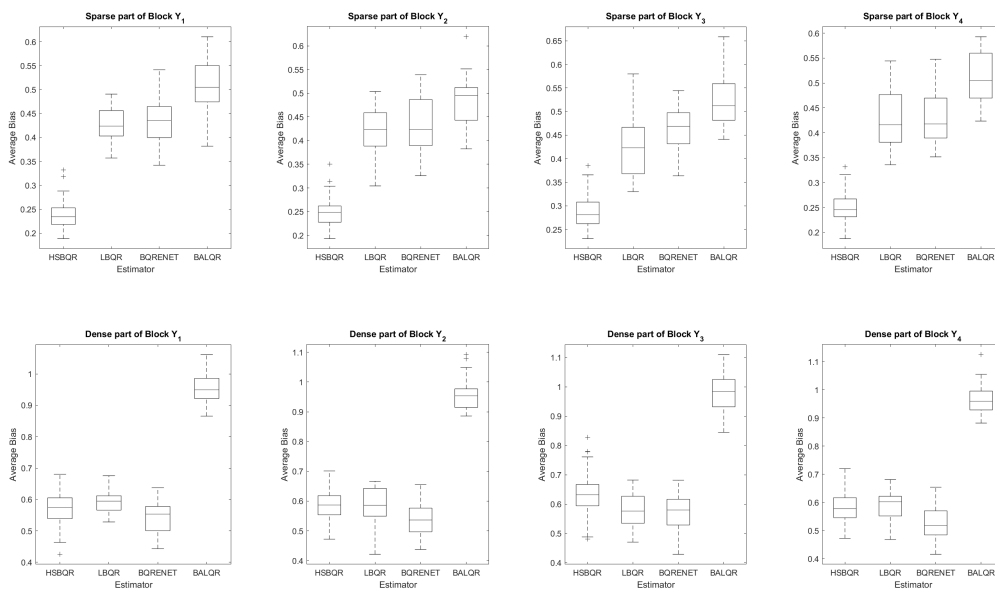 Sparse part of Block Y1
0.6
0.55
0.5
0.45
0.4
0.35
0.3
0.25
0.2
Average Bias
HSBQR LBQR BQRENET BALQR
Estimator
Sparse part of Block Y2
0.6
0.55
0.5
0.45
0.4
0.35
0.3
0.25
0.2
Average Bias
HSBQR LBQR BQRENET BALQR
Estimator
Sparse part of Block Y3
0.65
0.6
0.55
0.5
0.45
0.4
0.35
0.3
0.25
Average Bias
HSBQR LBQR BQRENET BALQR
Estimator
Sparse part of Block Y4
0.6
0.55
0.5
0.45
0.4
0.35
0.3
0.25
0.2
Average Bias
HSBQR LBQR BQRENET BALQR
Estimator
Dense part of Block Y1
1
0.9
0.8
0.7
0.6
0.5
0.4
Average Bias
HSBQR LBQR BQRENET BALQR
Estimator
Dense part of Block Y2
1.1
1
0.9
0.8
0.7
0.6
0.5
0.4
Average Bias
HSBQR LBQR BQRENET BALQR
Estimator
Dense part of Block Y3
1.1
1
0.9
0.8
0.7
0.6
0.5
0.4
Average Bias
HSBQR LBQR BQRENET BALQR
Estimator
Dense part of Block Y4
1.1
1
0.9
0.8
0.7
0.6
0.5
0.4
Average Bias
HSBQR LBQR BQRENET BALQR
Estimator